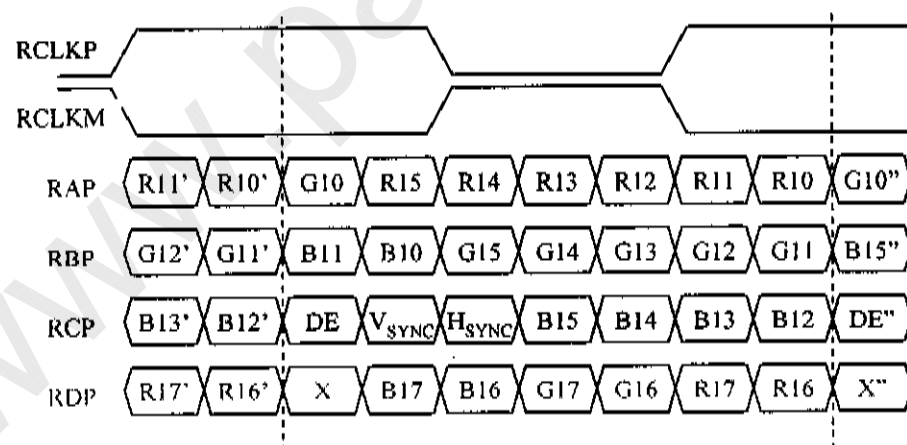 RCLKP
RCLKM
RAP R11' R10' G10 R15 R14 R13 R12 R11 R10 G10"
RBP G12' G11' B11 B10 G15 G14 G13 G12 G11 B15"
RCP B13' B12' DE VSYNC HSYNC B15 B14 B13 B12 DE"
RDP R17' R16' X B17 B16 G17 G16 R17 R16 X"
www.pa